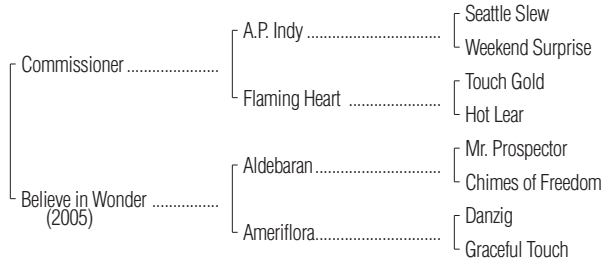 Seattle Slew
A.P. Indy ..........................
Weekend Surprise
Commissioner ......................
Touch Gold
Flaming Heart ......................
Hot Lear
Mr. Prospector
Aldebaran ..........................
Chimes of Freedom
Believe in Wonder ................
(2005)
Danzig
Ameriflora ..........................
Graceful Touch